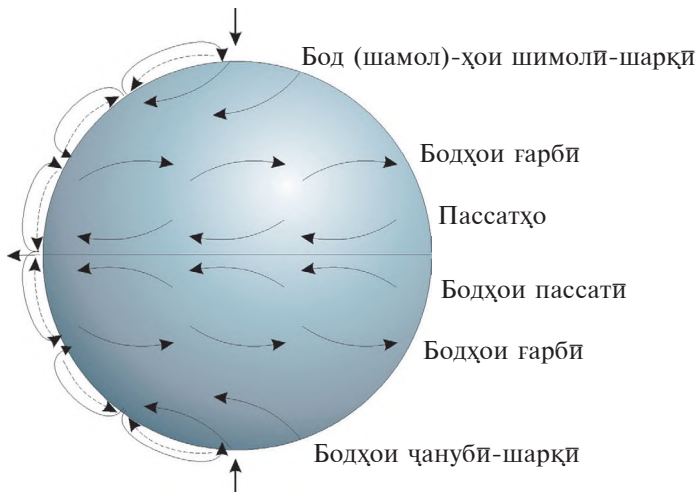 Бод (шамол)-ҳои шимолӣ-шарқӣ
Бодҳои ғарбӣ
Пассатҳо
Бодҳои пассатӣ
Бодҳои ғарбӣ
Бодҳои ҷанубӣ-шарқӣ